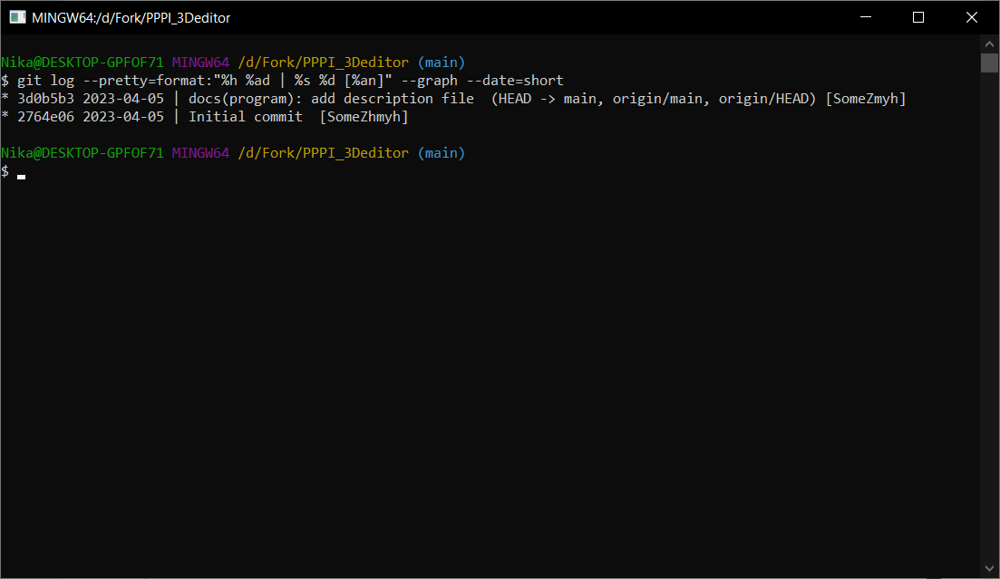 MINGW64:/d/Fork/PPPI_3Deditor
Nika@DESKTOP-GPFOF71 MINGW64 /d/Fork/PPPI_3Deditor (main)
$ git log --pretty=format:"%h %ad | %s %d [%an]" --graph --date=short
* 3d0b5b3 2023-04-05 | docs(program): add description file  (HEAD -> main, origin/main, origin/HEAD) [SomeZmyh]
* 2764e06 2023-04-05 | Initial commit  [SomeZhmyh]
Nika@DESKTOP-GPFOF71 MINGW64 /d/Fork/PPPI_3Deditor (main)
$